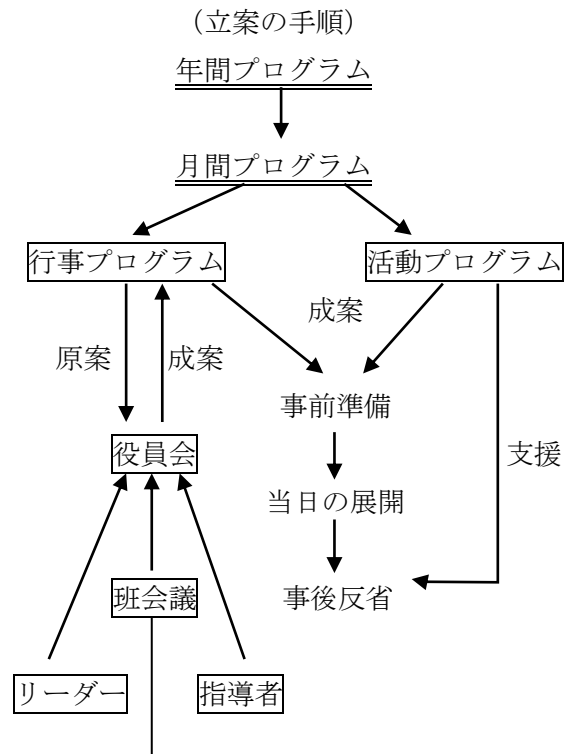 (立案の手順)
年間プログラム
月間プログラム
行事プログラム
活動プログラム
成案
原案
成案
事前準備
役員会
支援
当日の展開
班会議
事後反省
リーダー
指導者